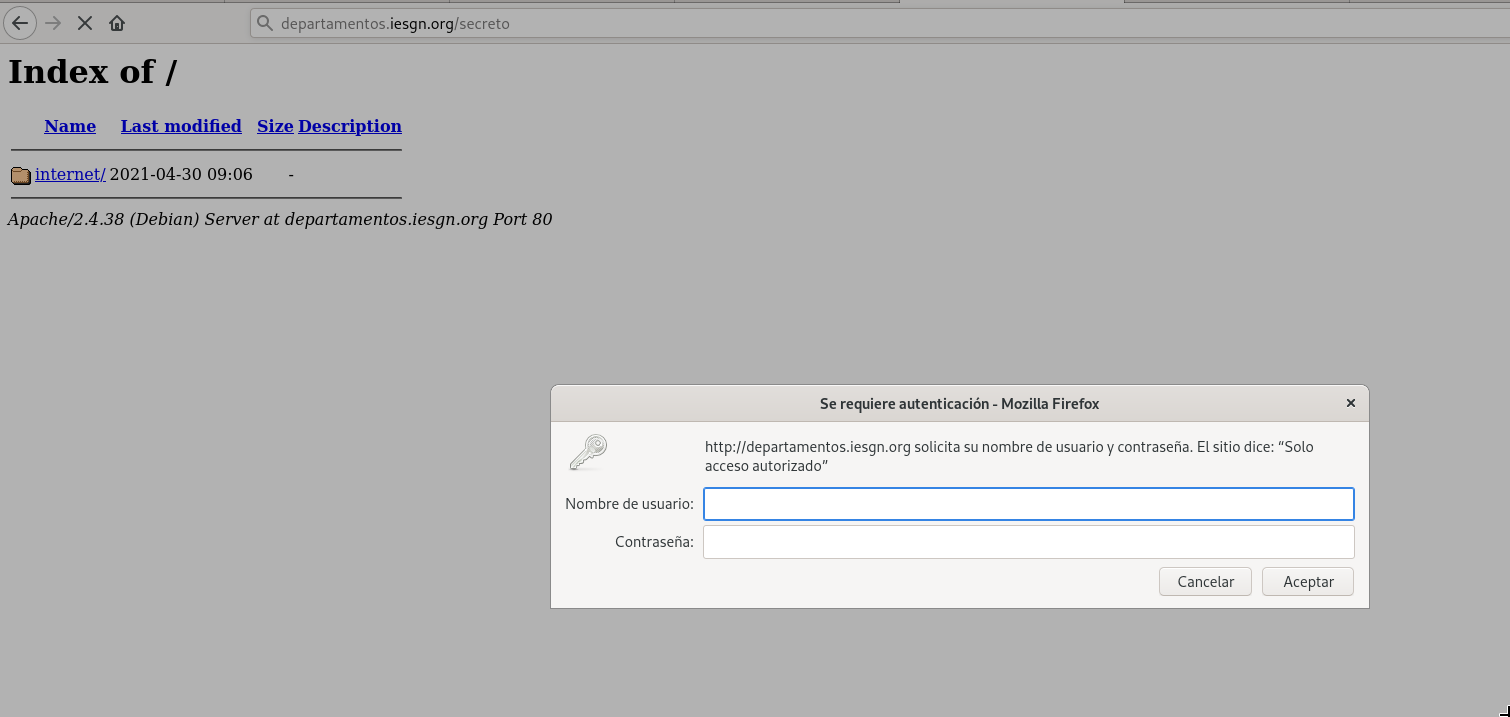 departamentos.iesgn.org/secreto
Index of /
Name Last modified Size Description
internet/ 2021-04-30 09:06 -
Apache/2.4.38 (Debian) Server at departamentos.iesgn.org Port 80
Se requiere autenticación - Mozilla Firefox
http://departamentos.iesgn.org solicita su nombre de usuario y contraseña. El sitio dice: “Solo
acceso autorizado”
Nombre de usuario:
Contraseña:
Cancelar Aceptar